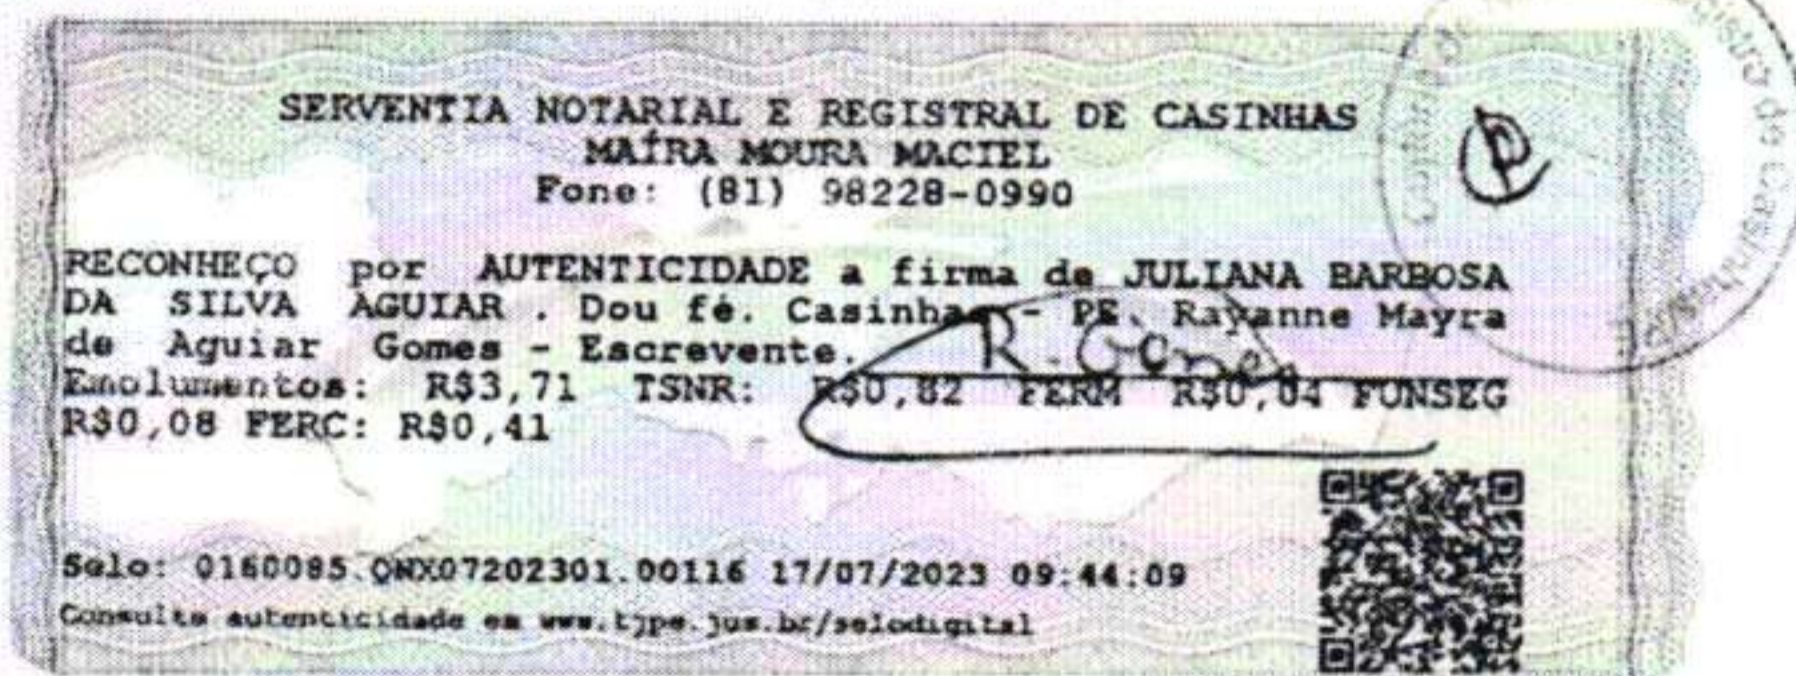 SERVENTIA NOTARIAL E REGISTRAL DE CASINHAS
MAÍRA MOURA MACIEL
Fone: (81) 98228-0990
RECONHEÇO por AUTENTICIDADE a firma de JULIANA BARBOSA
DA SILVA AGUIAR . Dou fé. Casinhas - PE. Rayanne Mayra
de Aguiar Gomes - Escrevente.
R. Gomes
Emolumentos: R$3,71 TSNR: R$0,82 FERM R$0,04 FUNSEG
R$0,08 FERC: R$0,41
Selo: 0160085.QNX07202301.00116 17/07/2023 09:44:09
Consulte autenticidade em www.tjpe.jus.br/selodigital
de Casinhas